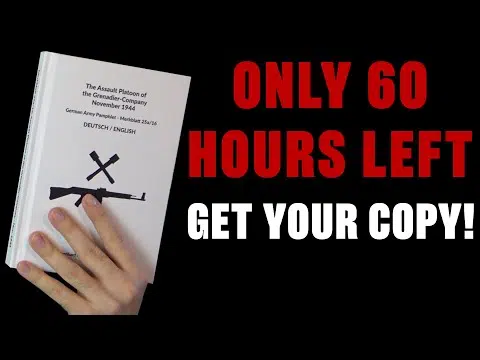 The Assault Platoon of
the Grenadier-Company
November 1944
German Army Pamphlet - Merkblatt 25a/16
DEUTSCH / ENGLISH
ONLY 60
HOURS LEFT
GET YOUR COPY!